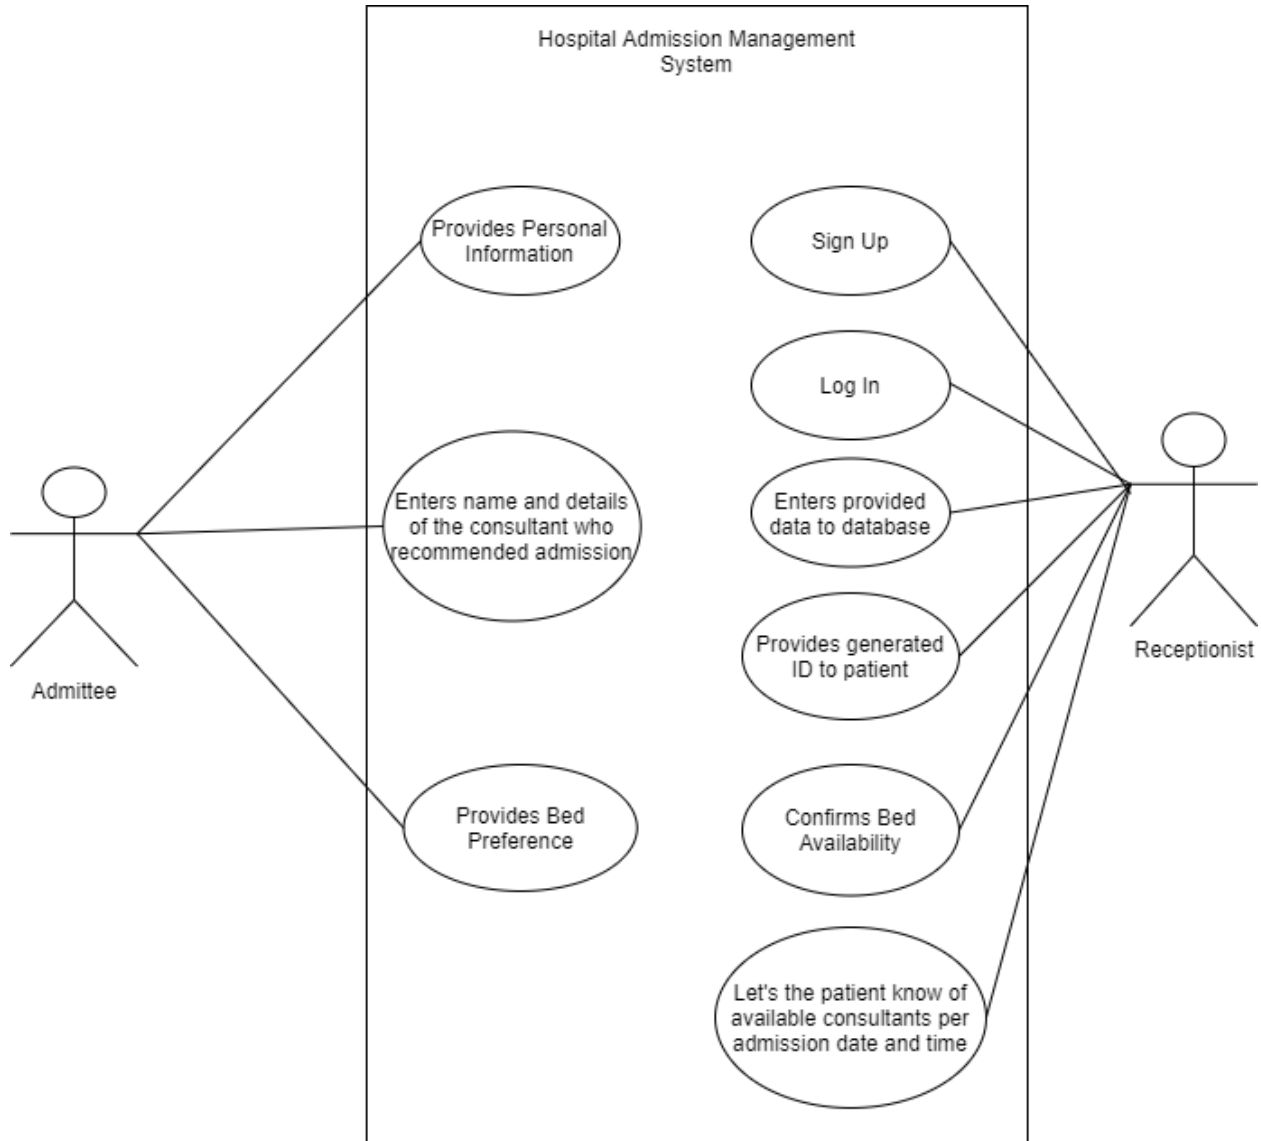 Hospital Admission Management
System
Provides Personal
Information
Sign Up
Log In
Enters name and details
of the consultant who
recommended admission
Enters provided
data to database
Provides generated
ID to patient
Receptionist
Admittee
Provides Bed
Preference
Confirms Bed
Availability
Let's the patient know of
available consultants per
admission date and time